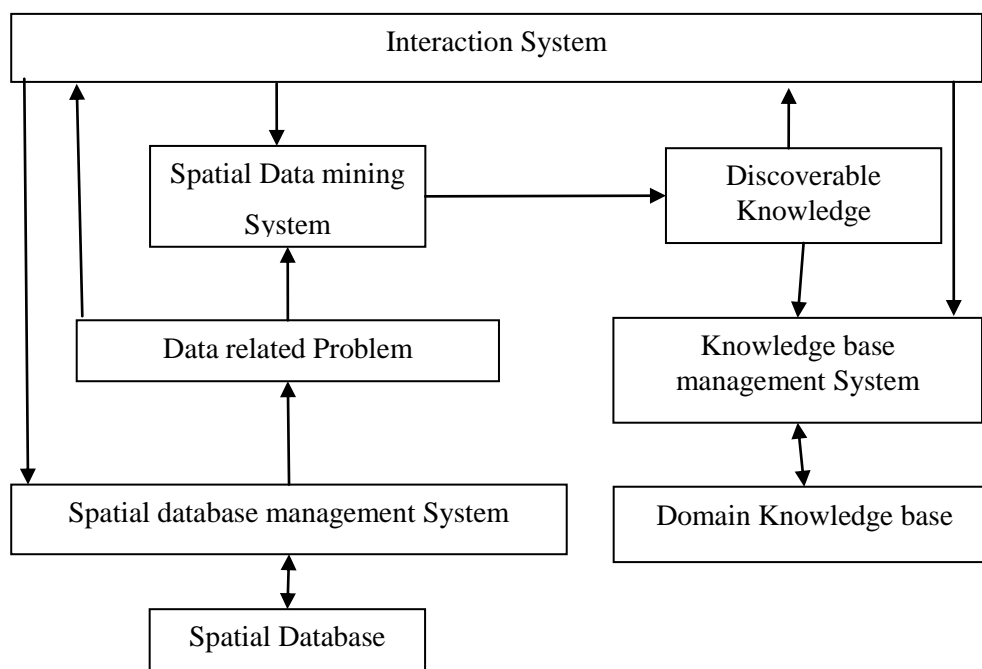 Interaction System
Spatial Data mining
System
Discoverable
Knowledge
Data related Problem
Knowledge base
management System
Spatial database management System
Domain Knowledge base
Spatial Database